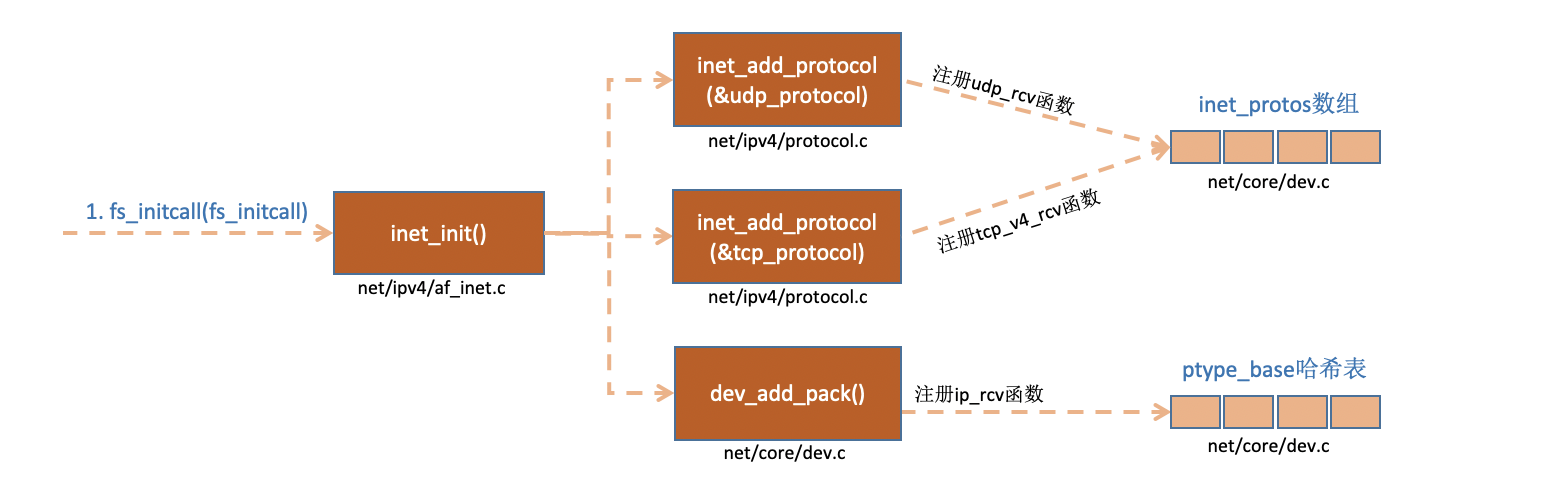 1. fs_initcall(fs_initcall)
inet_init()
net/ipv4/af_inet.c
inet_add_protocol
(&udp_protocol)
net/ipv4/protocol.c
注册udp_rcv函数
inet_add_protocol
(&tcp_protocol)
net/ipv4/protocol.c
注册tcp_v4_rcv函数
inet_protos数组
net/core/dev.c
dev_add_pack()
net/core/dev.c
注册ip_rcv函数
ptype_base哈希表
net/core/dev.c